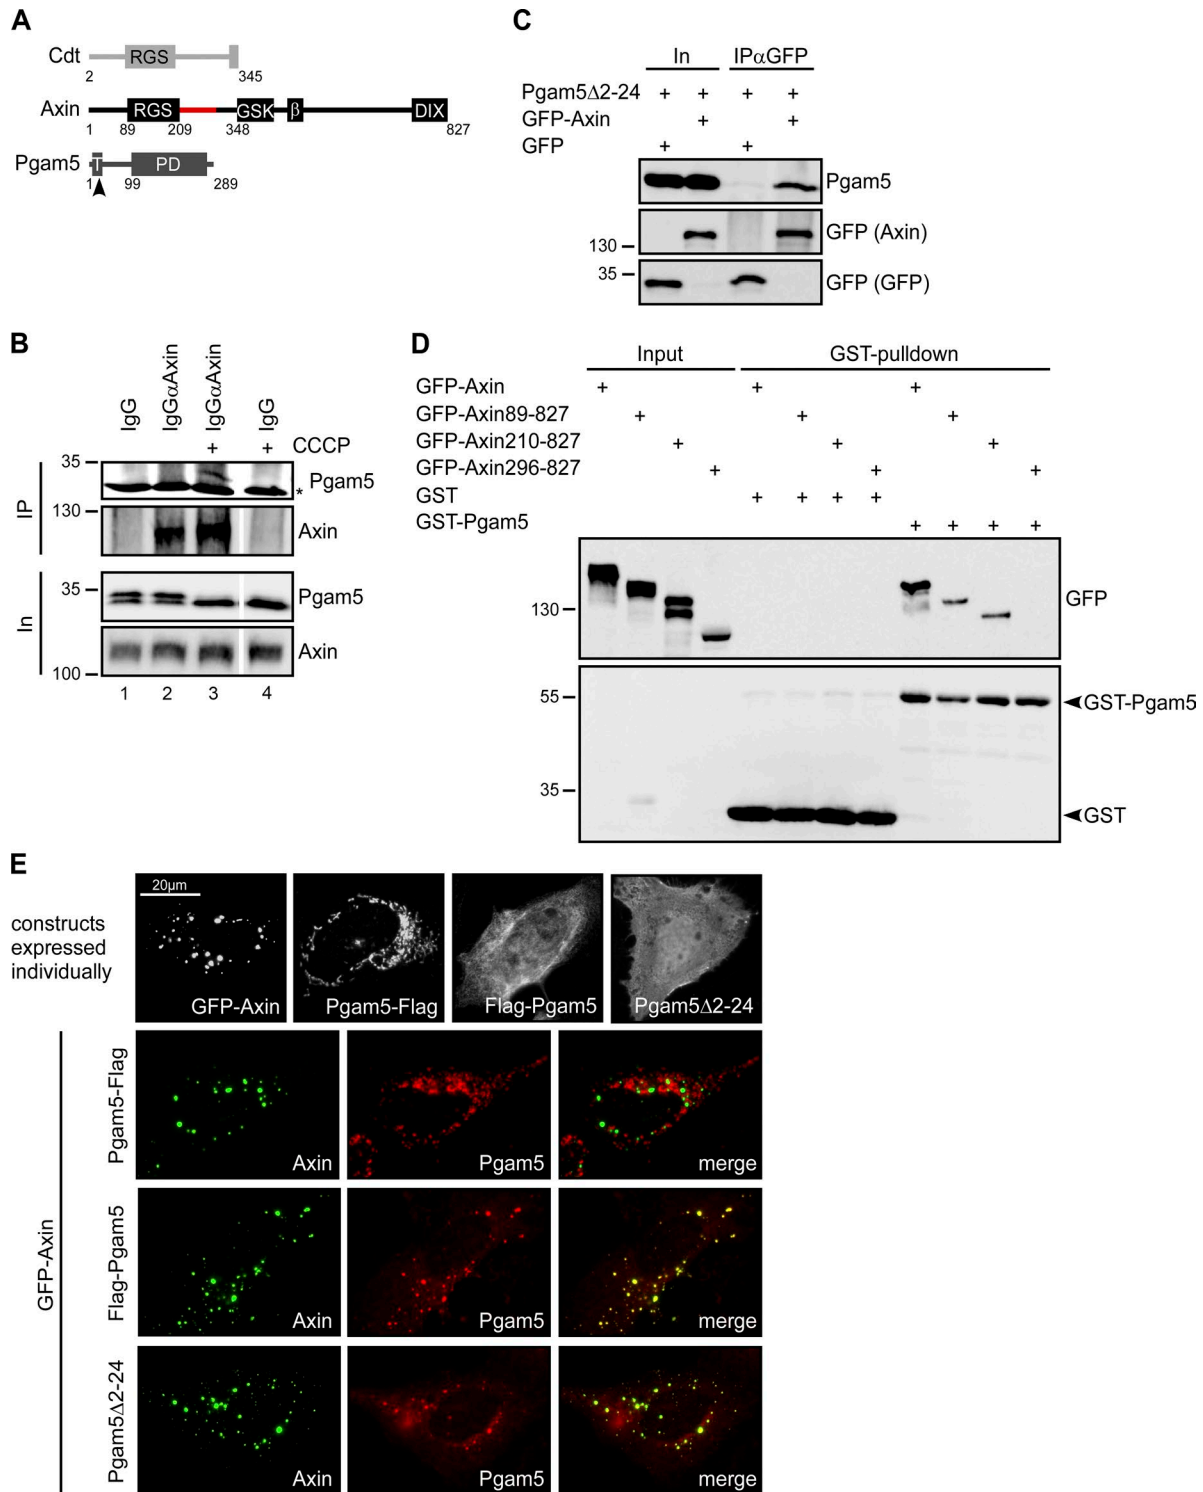 A
Cdt
RGS
2
345
Axin
RGS
GSK
β
DIX
1
89
209
348
827
Pgam5
T
PD
1
99
289
B
IgG
IgGαAxin
IgGαAxin
IgG
+ + CCCP
IP
35
Pgam5
*
130
Axin
In
35
Pgam5
Axin
100
1 2 3 4
C
In IPαGFP
Pgam5Δ2-24 + + + +
GFP-Axin + +
GFP + +
Pgam5
GFP (Axin)
130
35
GFP (GFP)
D
Input GST-pulldown
GFP-Axin + + +
GFP-Axin89-827 + + +
GFP-Axin210-827 + + +
GFP-Axin296-827 + + +
GST + + + +
GST-Pgam5 + + + +
130
GFP
55
GST-Pgam5
35
GST
E
constructs
expressed
individually
20μm
GFP-Axin
Pgam5-Flag
Flag-Pgam5
Pgam5Δ2-24
GFP-Axin
Pgam5-Flag
Axin
Pgam5
merge
Flag-Pgam5
Axin
Pgam5
merge
Pgam5Δ2-24
Axin
Pgam5
merge